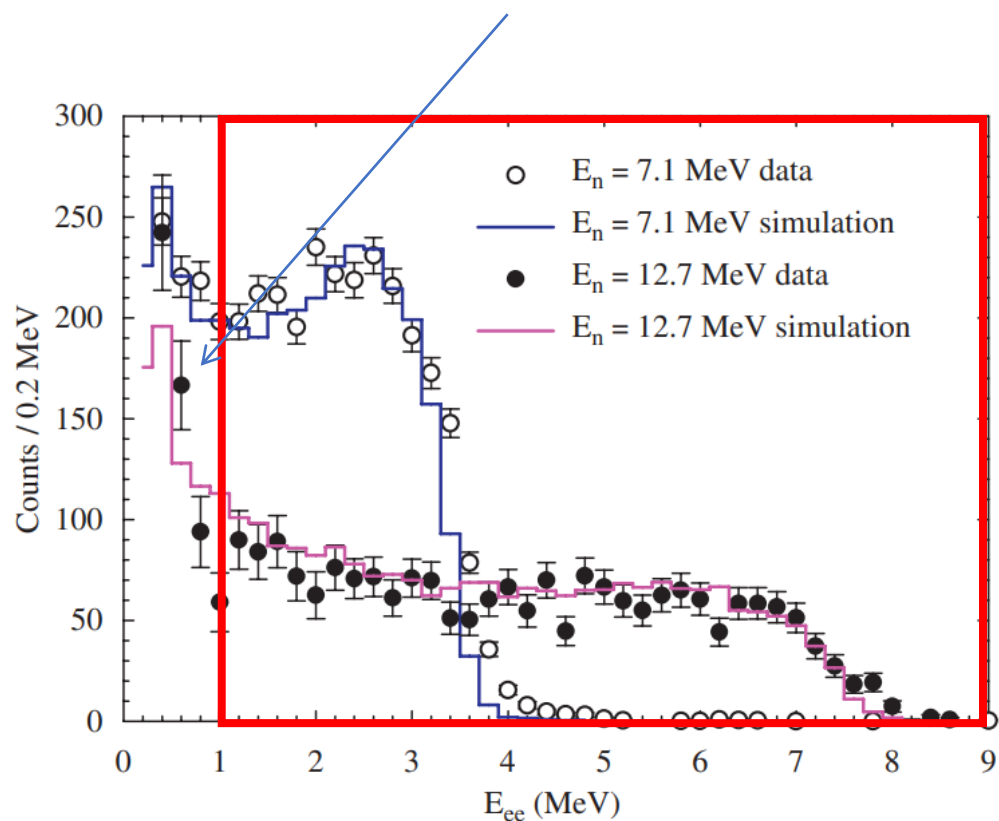 300
250
200
150
100
50
0
Counts / 0.2 MeV
E_n = 7.1 MeV data
E_n = 7.1 MeV simulation
E_n = 12.7 MeV data
E_n = 12.7 MeV simulation
0 1 2 3 4 5 6 7 8 9
E_ee (MeV)